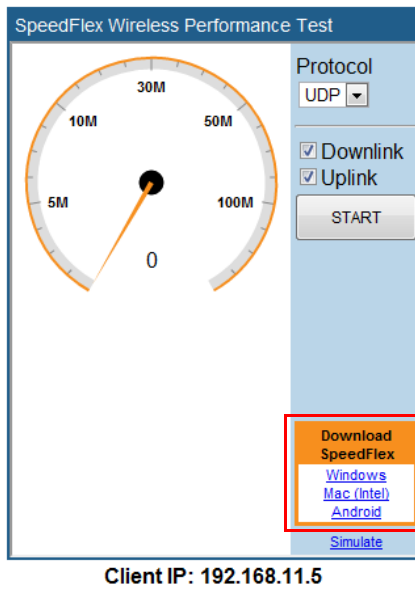 SpeedFlex Wireless Performance Test
Protocol
UDP
30M
10M
50M
5M
100M
0
Downlink
Uplink
START
Download
SpeedFlex
Windows
Mac (Intel)
Android
Simulate
Client IP: 192.168.11.5